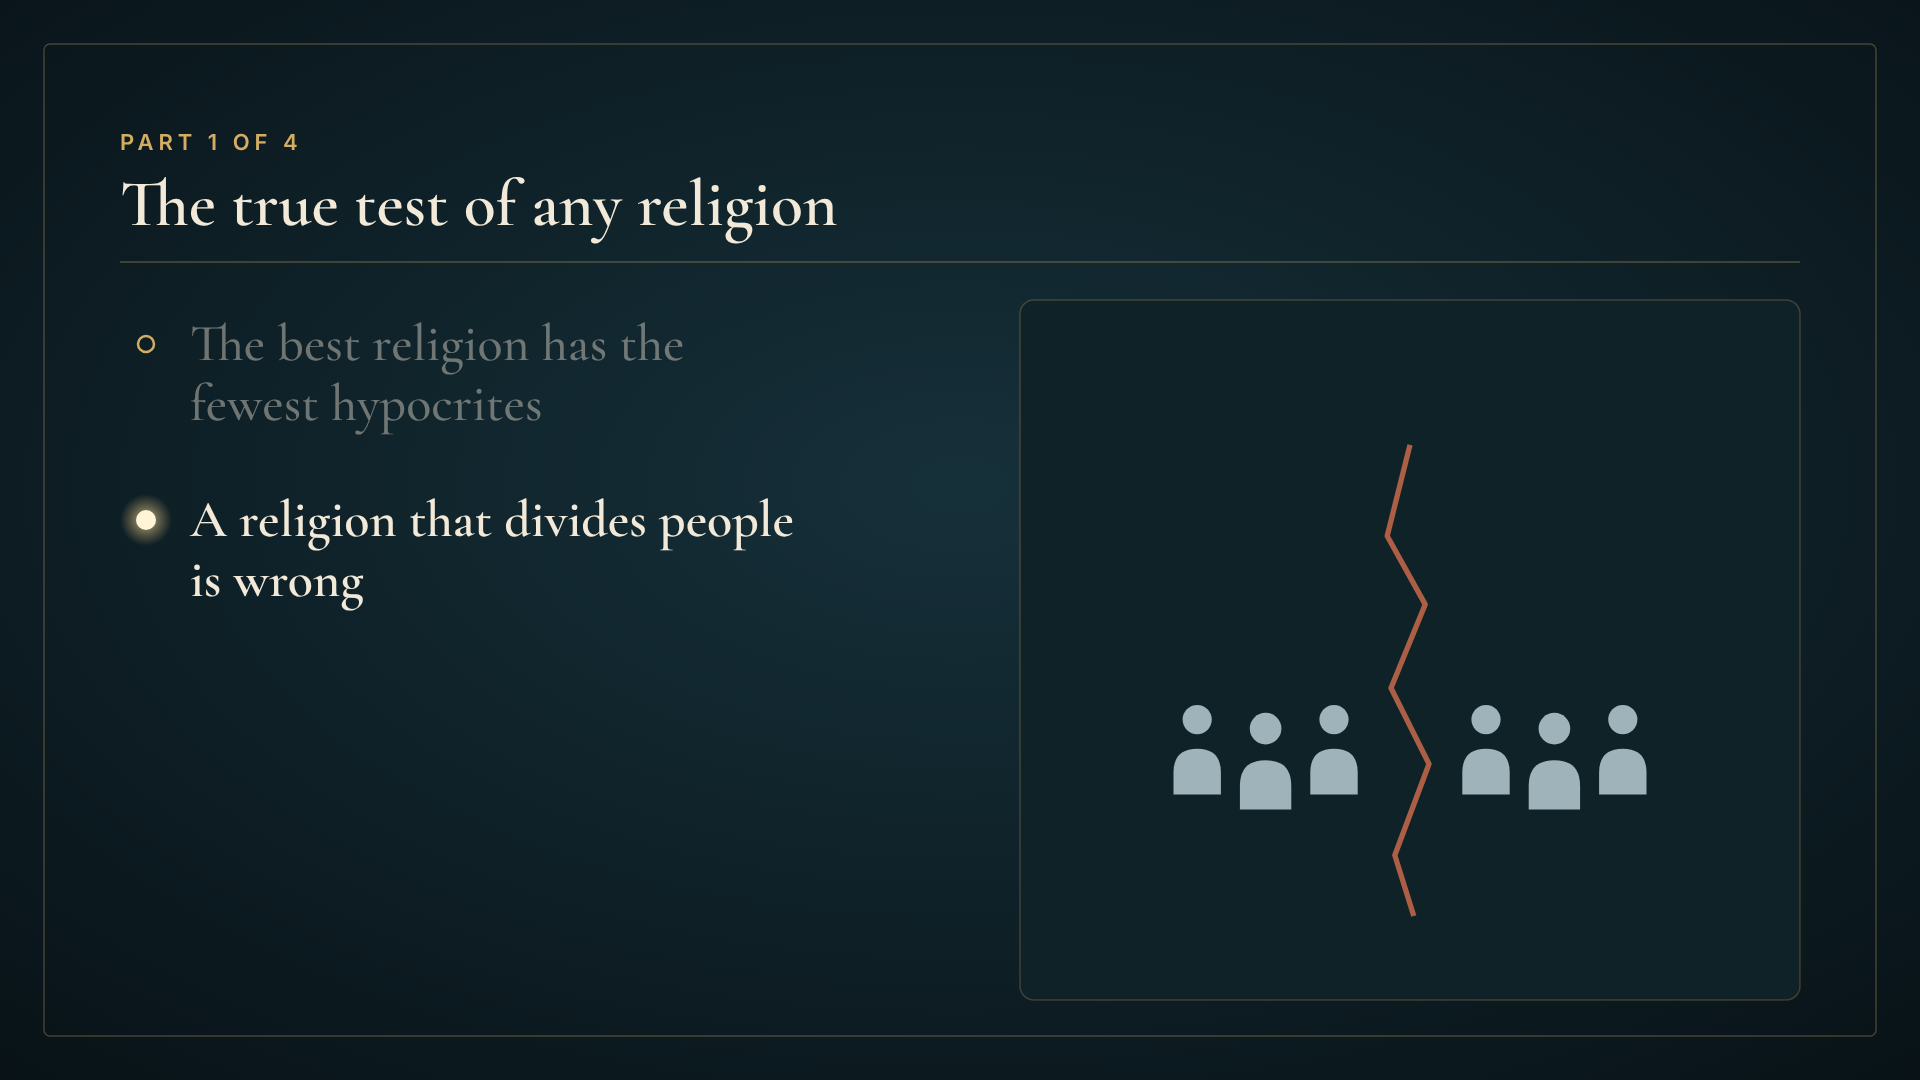 PART 1 OF 4
The true test of any religion
The best religion has the
fewest hypocrites
A religion that divides people
is wrong